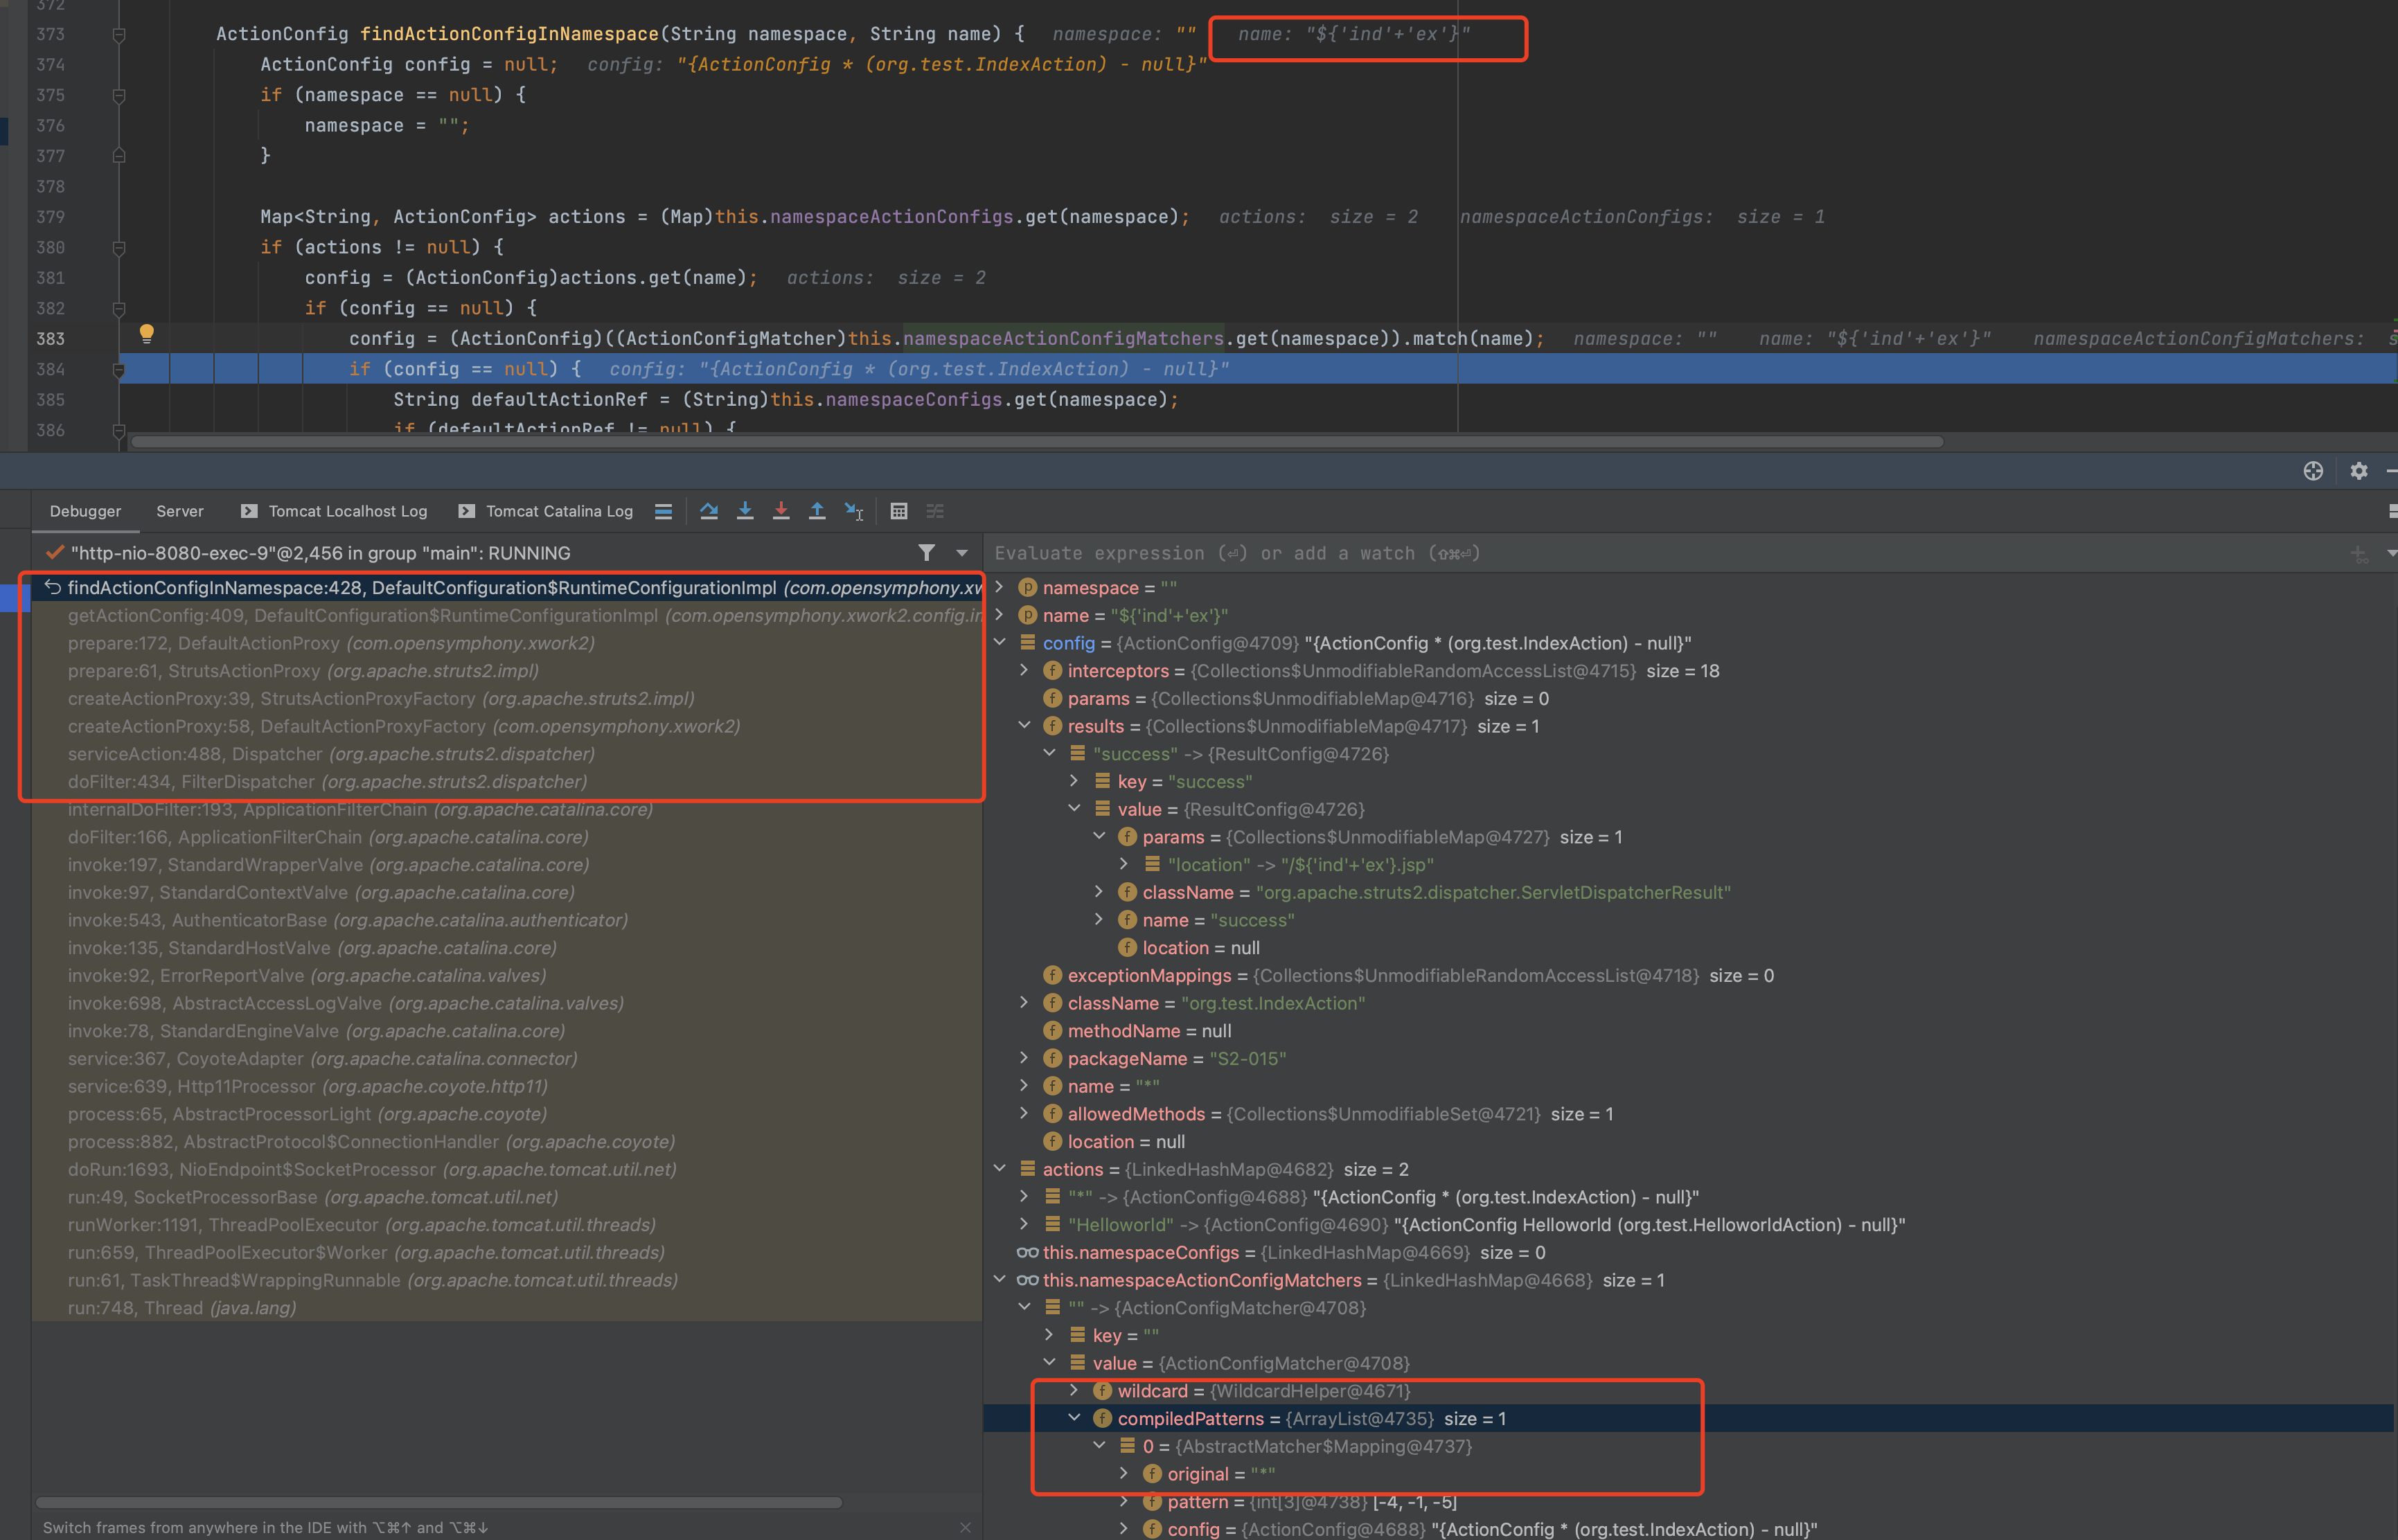 372
373 ActionConfig findActionConfigInNamespace(String namespace, String name) { namespace: "" name: "${'ind'+'ex'}"
374 ActionConfig config = null; config: "{ActionConfig * (org.test.IndexAction) - null}"
375 if (namespace == null) {
376 namespace = "";
377 }
378
379 Map<String, ActionConfig> actions = (Map)this.namespaceActionConfigs.get(namespace); actions: size = 2 namespaceActionConfigs: size = 1
380 if (actions != null) {
381 config = (ActionConfig)actions.get(name); actions: size = 2
382 if (config == null) {
383 config = (ActionConfig)((ActionConfigMatcher)this.namespaceActionConfigMatchers.get(namespace)).match(name); namespace: "" name: "${'ind'+'ex'}" namespaceActionConfigMatchers: s
384 if (config == null) { config: "{ActionConfig * (org.test.IndexAction) - null}"
385 String defaultActionRef = (String)this.namespaceConfigs.get(namespace);
386 if (defaultActionRef != null) {
Debugger Server Tomcat Localhost Log Tomcat Catalina Log
"http-nio-8080-exec-9"@2,456 in group "main": RUNNING
findActionConfigInNamespace:428, DefaultConfiguration$RuntimeConfigurationImpl (com.opensymphony.xw
getActionConfig:409, DefaultConfiguration$RuntimeConfigurationImpl (com.opensymphony.xwork2.config.in
prepare:172, DefaultActionProxy (com.opensymphony.xwork2)
prepare:61, StrutsActionProxy (org.apache.struts2.impl)
createActionProxy:39, StrutsActionProxyFactory (org.apache.struts2.impl)
createActionProxy:58, DefaultActionProxyFactory (com.opensymphony.xwork2)
serviceAction:488, Dispatcher (org.apache.struts2.dispatcher)
doFilter:434, FilterDispatcher (org.apache.struts2.dispatcher)
internalDoFilter:193, ApplicationFilterChain (org.apache.catalina.core)
doFilter:166, ApplicationFilterChain (org.apache.catalina.core)
invoke:197, StandardWrapperValve (org.apache.catalina.core)
invoke:97, StandardContextValve (org.apache.catalina.core)
invoke:543, AuthenticatorBase (org.apache.catalina.authenticator)
invoke:135, StandardHostValve (org.apache.catalina.core)
invoke:92, ErrorReportValve (org.apache.catalina.valves)
invoke:698, AbstractAccessLogValve (org.apache.catalina.valves)
invoke:78, StandardEngineValve (org.apache.catalina.core)
service:367, CoyoteAdapter (org.apache.catalina.connector)
service:639, Http11Processor (org.apache.coyote.http11)
process:65, AbstractProcessorLight (org.apache.coyote)
process:882, AbstractProtocol$ConnectionHandler (org.apache.coyote)
doRun:1693, NioEndpoint$SocketProcessor (org.apache.tomcat.util.net)
run:49, SocketProcessorBase (org.apache.tomcat.util.net)
runWorker:1191, ThreadPoolExecutor (org.apache.tomcat.util.threads)
run:659, ThreadPoolExecutor$Worker (org.apache.tomcat.util.threads)
run:61, TaskThread$WrappingRunnable (org.apache.tomcat.util.threads)
run:748, Thread (java.lang)
Switch frames from anywhere in the IDE with ⌥⌘↑ and ⌥⌘↓
Evaluate expression (⏎) or add a watch (⇧⌘⏎)
p namespace = ""
p name = "${'ind'+'ex'}"
config = {ActionConfig@4709} "{ActionConfig * (org.test.IndexAction) - null}"
f interceptors = {Collections$UnmodifiableRandomAccessList@4715} size = 18
f params = {Collections$UnmodifiableMap@4716} size = 0
f results = {Collections$UnmodifiableMap@4717} size = 1
"success" -> {ResultConfig@4726}
key = "success"
value = {ResultConfig@4726}
f params = {Collections$UnmodifiableMap@4727} size = 1
"location" -> "/${'ind'+'ex'}.jsp"
f className = "org.apache.struts2.dispatcher.ServletDispatcherResult"
f name = "success"
f location = null
f exceptionMappings = {Collections$UnmodifiableRandomAccessList@4718} size = 0
f className = "org.test.IndexAction"
f methodName = null
f packageName = "S2-015"
f name = "*"
f allowedMethods = {Collections$UnmodifiableSet@4721} size = 1
f location = null
actions = {LinkedHashMap@4682} size = 2
"*" -> {ActionConfig@4688} "{ActionConfig * (org.test.IndexAction) - null}"
"Helloworld" -> {ActionConfig@4690} "{ActionConfig Helloworld (org.test.HelloworldAction) - null}"
this.namespaceConfigs = {LinkedHashMap@4669} size = 0
this.namespaceActionConfigMatchers = {LinkedHashMap@4668} size = 1
"" -> {ActionConfigMatcher@4708}
key = ""
value = {ActionConfigMatcher@4708}
f wildcard = {WildcardHelper@4671}
f compiledPatterns = {ArrayList@4735} size = 1
0 = {AbstractMatcher$Mapping@4737}
f original = "*"
f pattern = {int[3]@4738} [-4, -1, -5]
f config = {ActionConfig@4688} "{ActionConfig * (org.test.IndexAction) - null}"